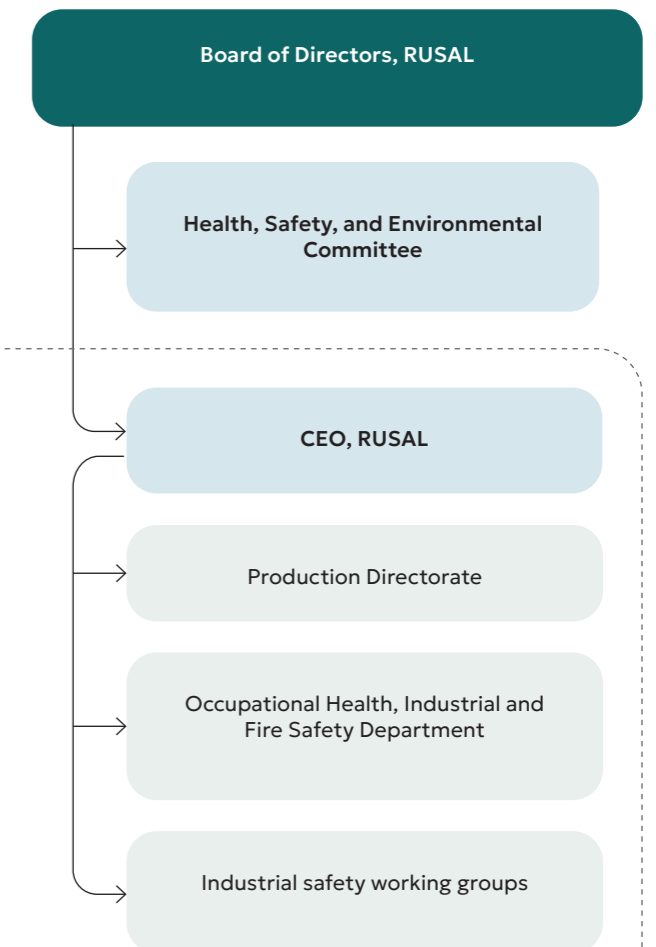 Board of Directors, RUSAL
Health, Safety, and Environmental
Committee
CEO, RUSAL
Production Directorate
Occupational Health, Industrial and
Fire Safety Department
Industrial safety working groups